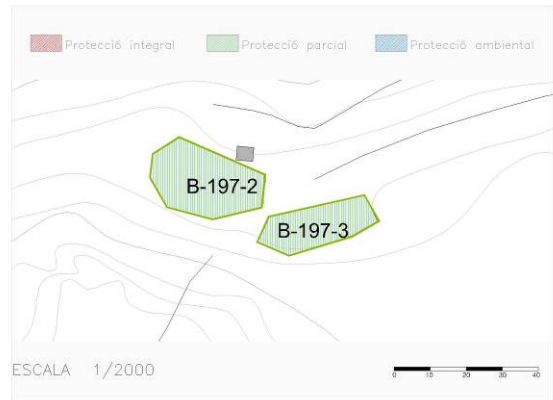 Protecció integral Protecció parcial Protecció ambiental
B-197-2
B-197-3
ESCALA 1/2000
0 10 20 30 40